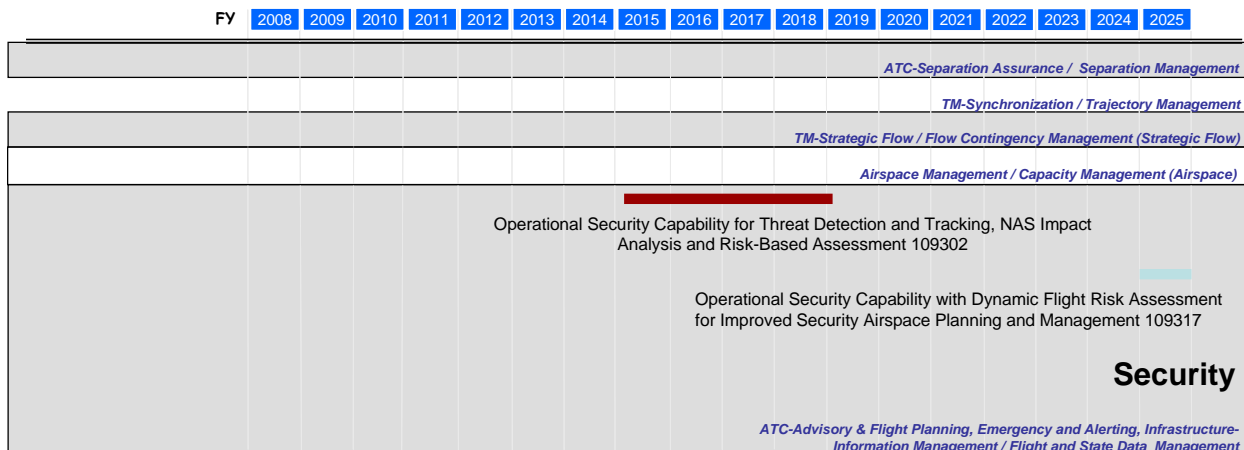 FY 2008 2009 2010 2011 2012 2013 2014 2015 2016 2017 2018 2019 2020 2021 2022 2023 2024 2025
ATC-Separation Assurance / Separation Management
TM-Synchronization / Trajectory Management
TM-Strategic Flow / Flow Contingency Management (Strategic Flow)
Airspace Management / Capacity Management (Airspace)
Operational Security Capability for Threat Detection and Tracking, NAS Impact
Analysis and Risk-Based Assessment 109302
Operational Security Capability with Dynamic Flight Risk Assessment
for Improved Security Airspace Planning and Management 109317
Security
ATC-Advisory & Flight Planning, Emergency and Alerting, Infrastructure-
Information Management / Flight and State Data Management